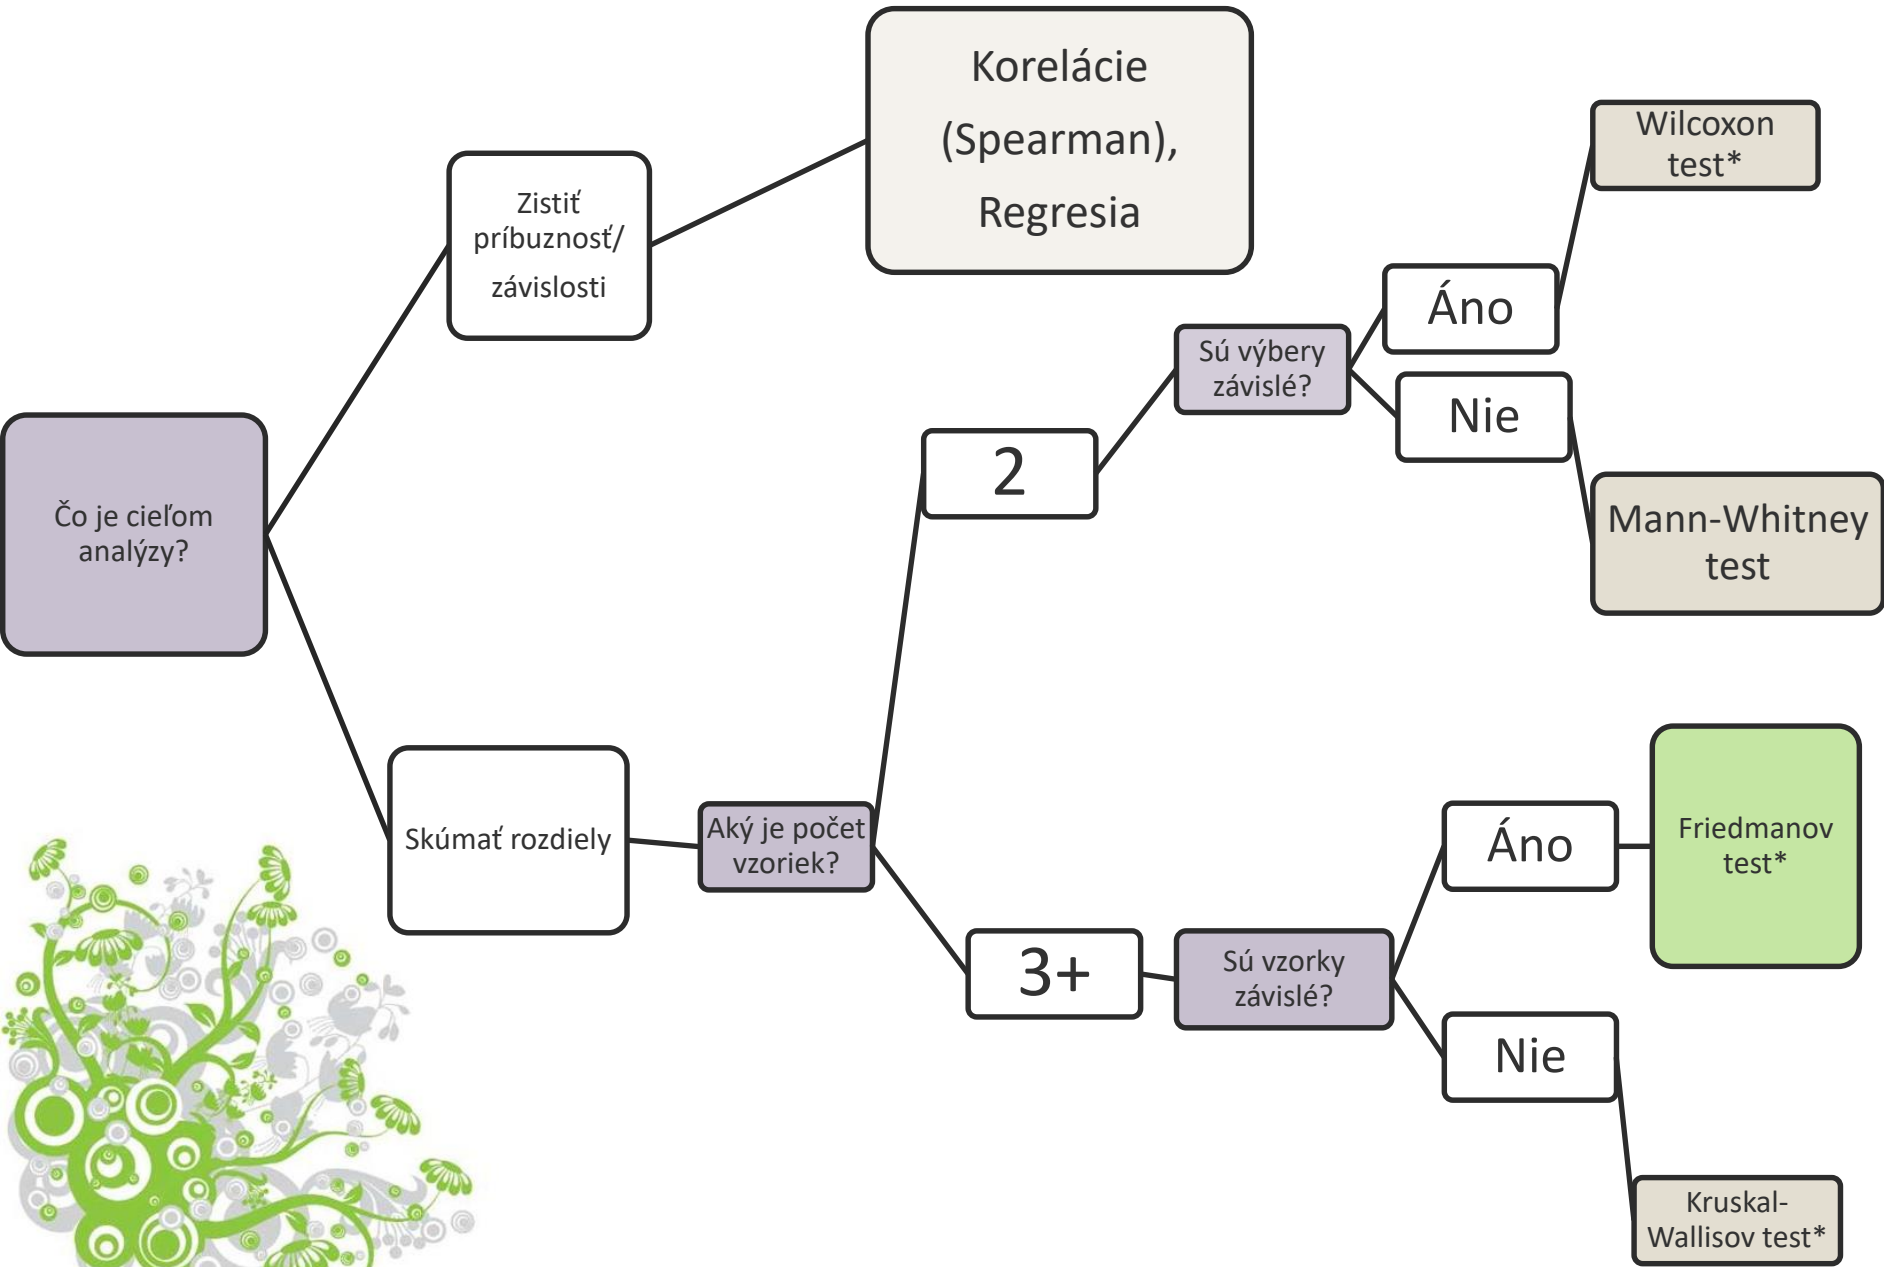 Čo je cieľom
analýzy?
Zistiť
príbuznosť/
závislosti
Korelácie
(Spearman),
Regresia
Skúmať rozdiely
Aký je počet
vzoriek?
2
Sú výbery
závislé?
Áno
Wilcoxon
test*
Nie
Mann-Whitney
test
3+
Sú vzorky
závislé?
Áno
Friedmanov
test*
Nie
Kruskal-
Wallisov test*